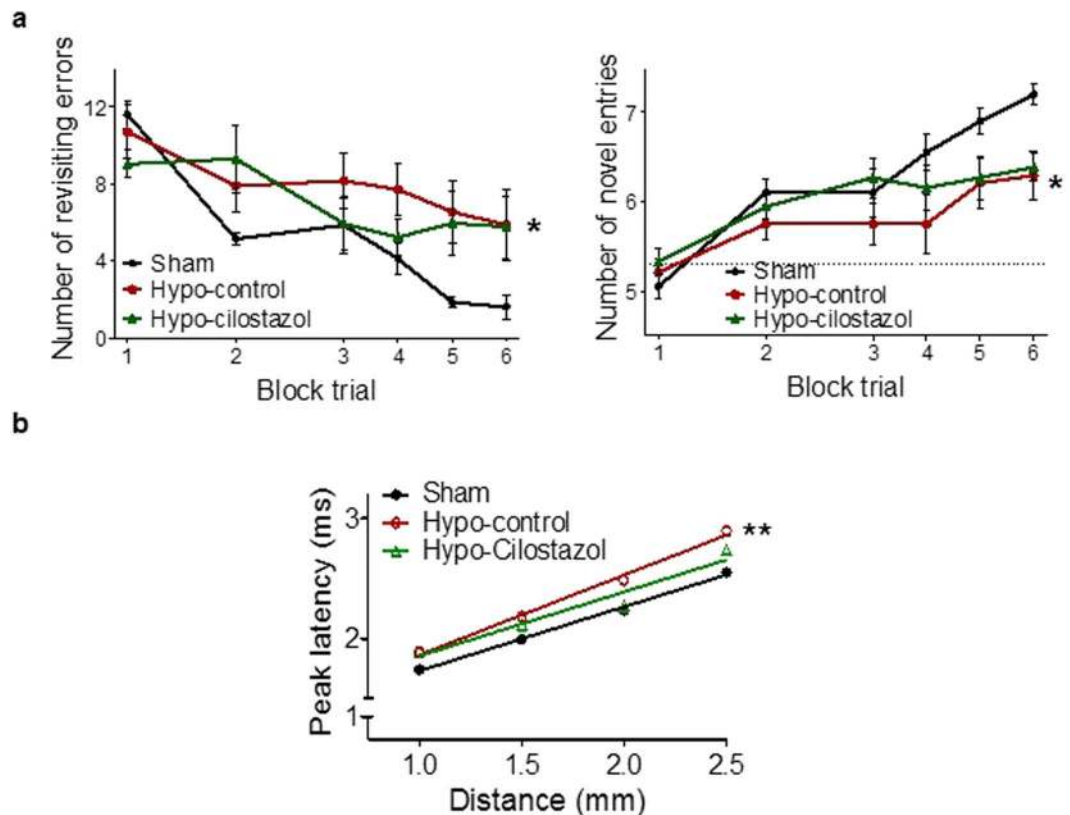 a
Number of revisiting errors
12
8
4
0
Sham
Hypo-control
Hypo-cilostazol
*
1 2 3 4 5 6
Block trial
Number of novel entries
7
6
5
Sham
Hypo-control
Hypo-cilostazol
*
1 2 3 4 5 6
Block trial
b
Peak latency (ms)
3
2
1
Sham
Hypo-control
Hypo-Cilostazol
**
1.0 1.5 2.0 2.5
Distance (mm)